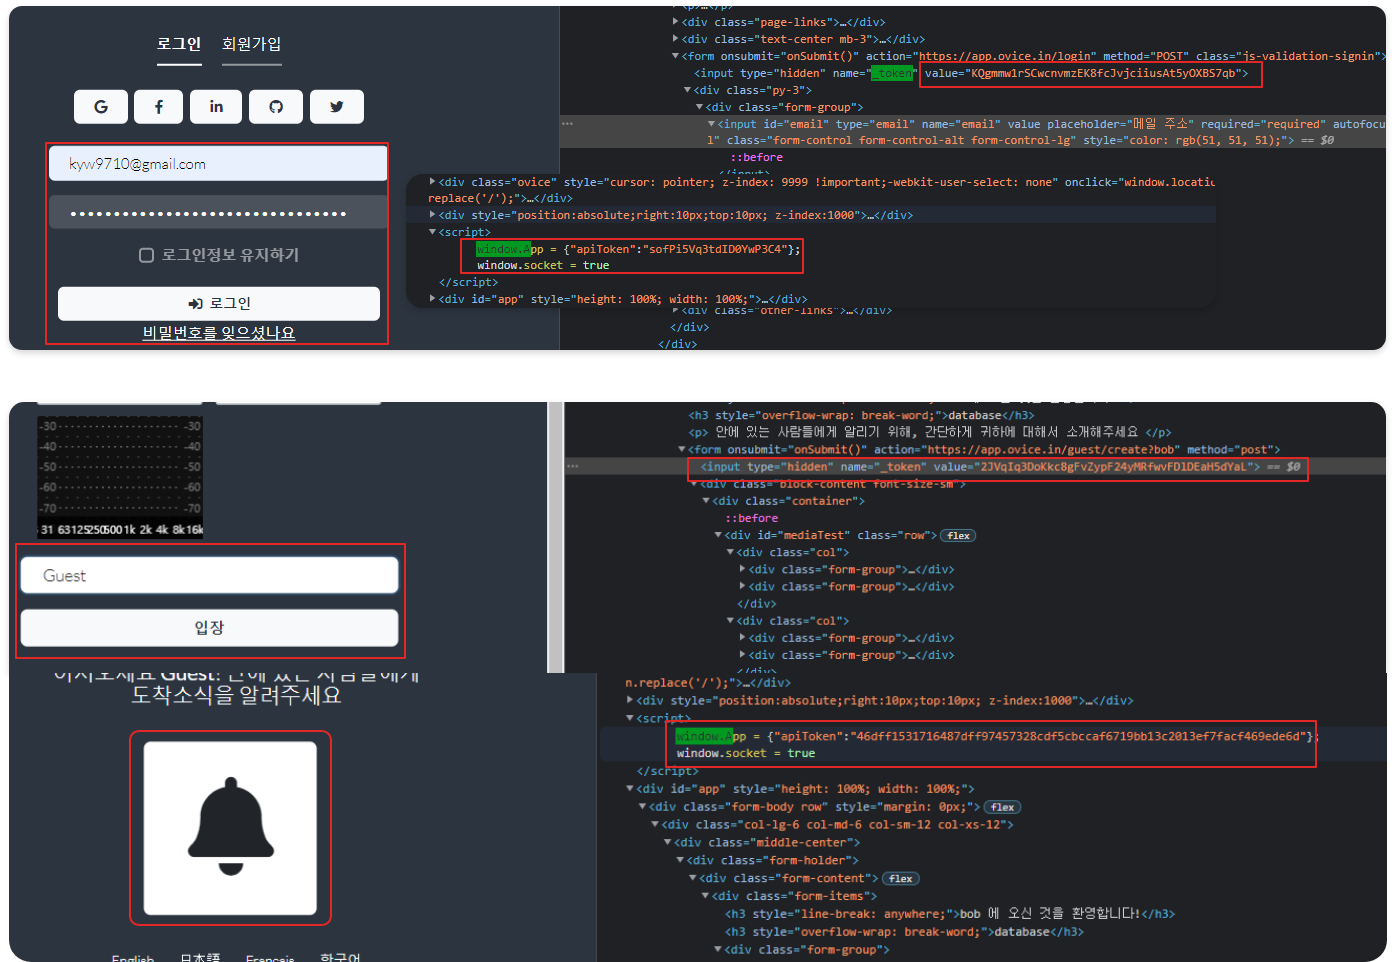 로그인 회원가입
kyw9710@gmail.com
로그인정보 유지하기
로그인
비밀번호를 잊으셨나요
<div class="page-links">…</div>
<div class="text-center mb-3">…</div>
<form onsubmit="onSubmit()" action="https://app.ovice.in/login" method="POST" class="js-validation-signin">
<input type="hidden" name="_token" value="KQgmmw1rSCwcnvmzEK8fcJvjciiusAt5yOXBS7qb">
<div class="py-3">
<div class="form-group">
<input id="email" type="email" name="email" value placeholder="메일 주소" required="required" autofocu
l" class="form-control form-control-alt form-control-lg" style="color: rgb(51, 51, 51);"> == $0
::before
</input>
<div class="ovice" style="cursor: pointer; z-index: 9999 !important;-webkit-user-select: none" onclick="window.locatio
replace('/');">…</div>
<div style="position:absolute;right:10px;top:10px; z-index:1000">…</div>
<script>
window.App = {"apiToken":"sofPi5Vq3tdID0YwP3C4"};
window.socket = true
</script>
<div id="app" style="height: 100%; width: 100%;">…</div>
<div class="other-links">…</div>
</div>
</div>
-30 -30
-40 -40
-50 -50
-60 -60
-70 -70
31 63 125 250 500 1k 2k 4k 8k 16k
Guest
입장
Guest!
도착소식을 알려주세요
English 日本語 Français 한국어
<h3 style="overflow-wrap: break-word;">database</h3>
<p> 안에 있는 사람들에게 알리기 위해, 간단하게 귀하에 대해서 소개해주세요 </p>
<form onsubmit="onSubmit()" action="https://app.ovice.in/guest/create?bob" method="post">
<input type="hidden" name="_token" value="2JVqIq3DoKkc8gFvZypF24yMRfwvFDlDEaH5dYaL"> == $0
<div class="block-content font-size-sm">
<div class="container">
::before
<div id="mediaTest" class="row"> flex
<div class="col">
<div class="form-group">…</div>
<div class="form-group">…</div>
</div>
<div class="col">
<div class="form-group">…</div>
<div class="form-group">…</div>
</div>
n.replace('/');">…</div>
<div style="position:absolute;right:10px;top:10px; z-index:1000">…</div>
<script>
window.App = {"apiToken":"46dff1531716487dff97457328cdf5cbccaf6719bb13c2013ef7facf469ede6d"};
window.socket = true
</script>
<div id="app" style="height: 100%; width: 100%;">
<div class="form-body row" style="margin: 0px;"> flex
<div class="col-lg-6 col-md-6 col-sm-12 col-xs-12">
<div class="middle-center">
<div class="form-holder">
<div class="form-content"> flex
<div class="form-items">
<h3 style="line-break: anywhere;">bob 에 오신 것을 환영합니다!</h3>
<h3 style="overflow-wrap: break-word;">database</h3>
<div class="form-group">